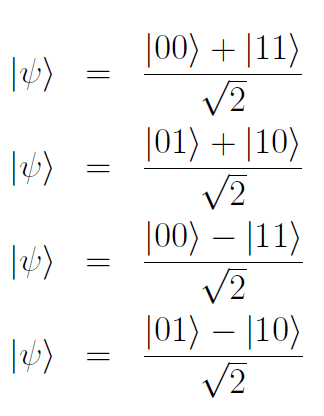 |ψ⟩ = (|00⟩ + |11⟩)/√2
|ψ⟩ = (|01⟩ + |10⟩)/√2
|ψ⟩ = (|00⟩ − |11⟩)/√2
|ψ⟩ = (|01⟩ − |10⟩)/√2